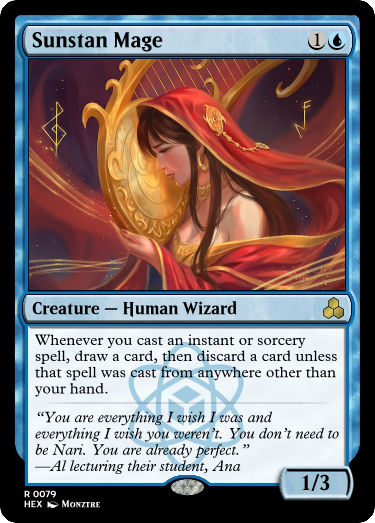 Sunstan Mage 1
Creature — Human Wizard
Whenever you cast an instant or sorcery
spell, draw a card, then discard a card unless
that spell was cast from anywhere other than
your hand.
“You are everything I wish I was and
everything I wish you weren't. You don't need to
be Nari. You are already perfect.”
—Al lecturing their student, Ana
1/3
R 0079
HEX Monztre